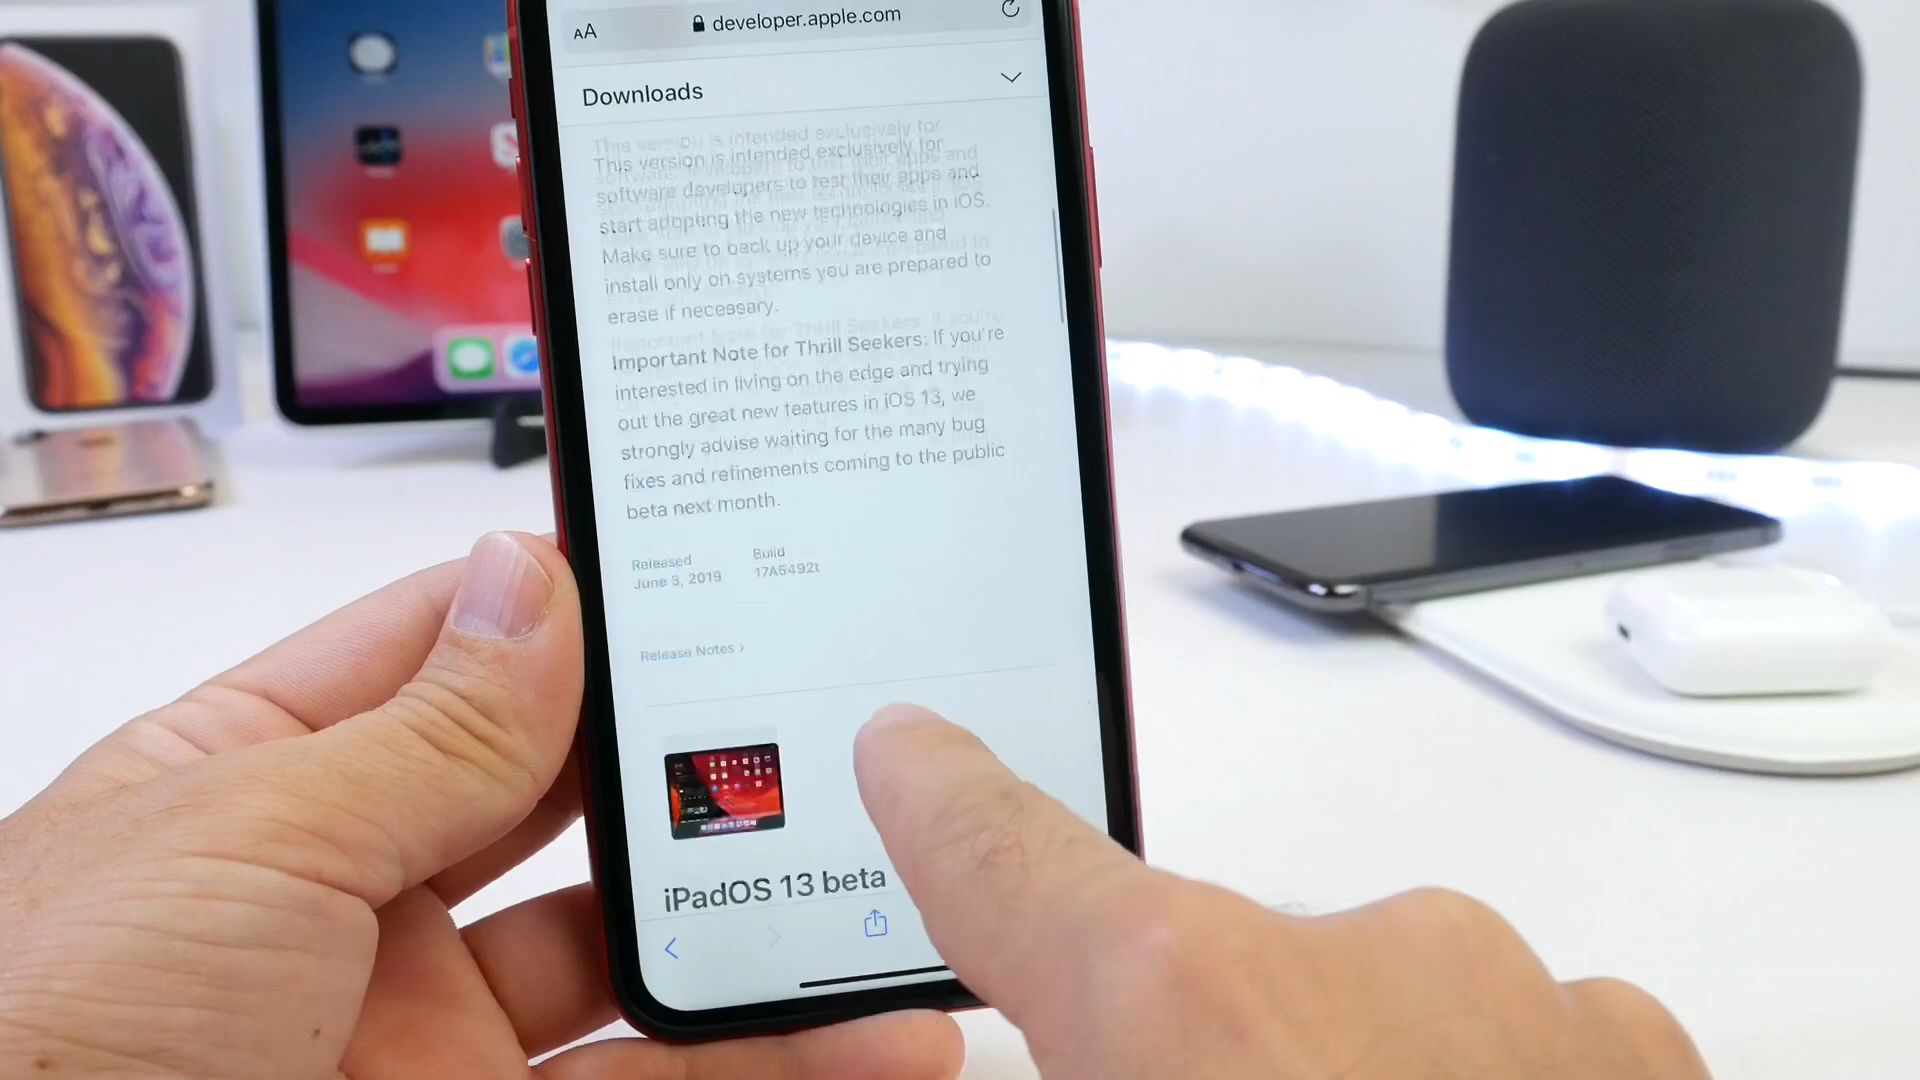 AA developer.apple.com
Downloads
This version is intended exclusively for
software developers to test their apps and
start adopting the new technologies in iOS.
Make sure to back up your device and
install only on systems you are prepared to
erase if necessary.
Important Note for Thrill Seekers: If you're
interested in living on the edge and trying
out the great new features in iOS 13, we
strongly advise waiting for the many bug
fixes and refinements coming to the public
beta next month.
Released Build
June 3, 2019 17A5492t
Release Notes ›
iPadOS 13 beta